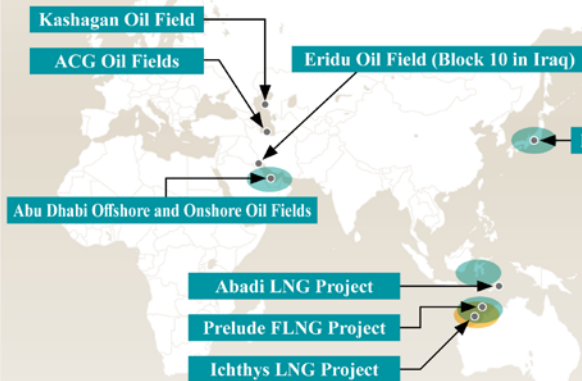 Kashagan Oil Field
ACG Oil Fields
Eridu Oil Field (Block 10 in Iraq)
Abu Dhabi Offshore and Onshore Oil Fields
Abadi LNG Project
Prelude FLNG Project
Ichthys LNG Project